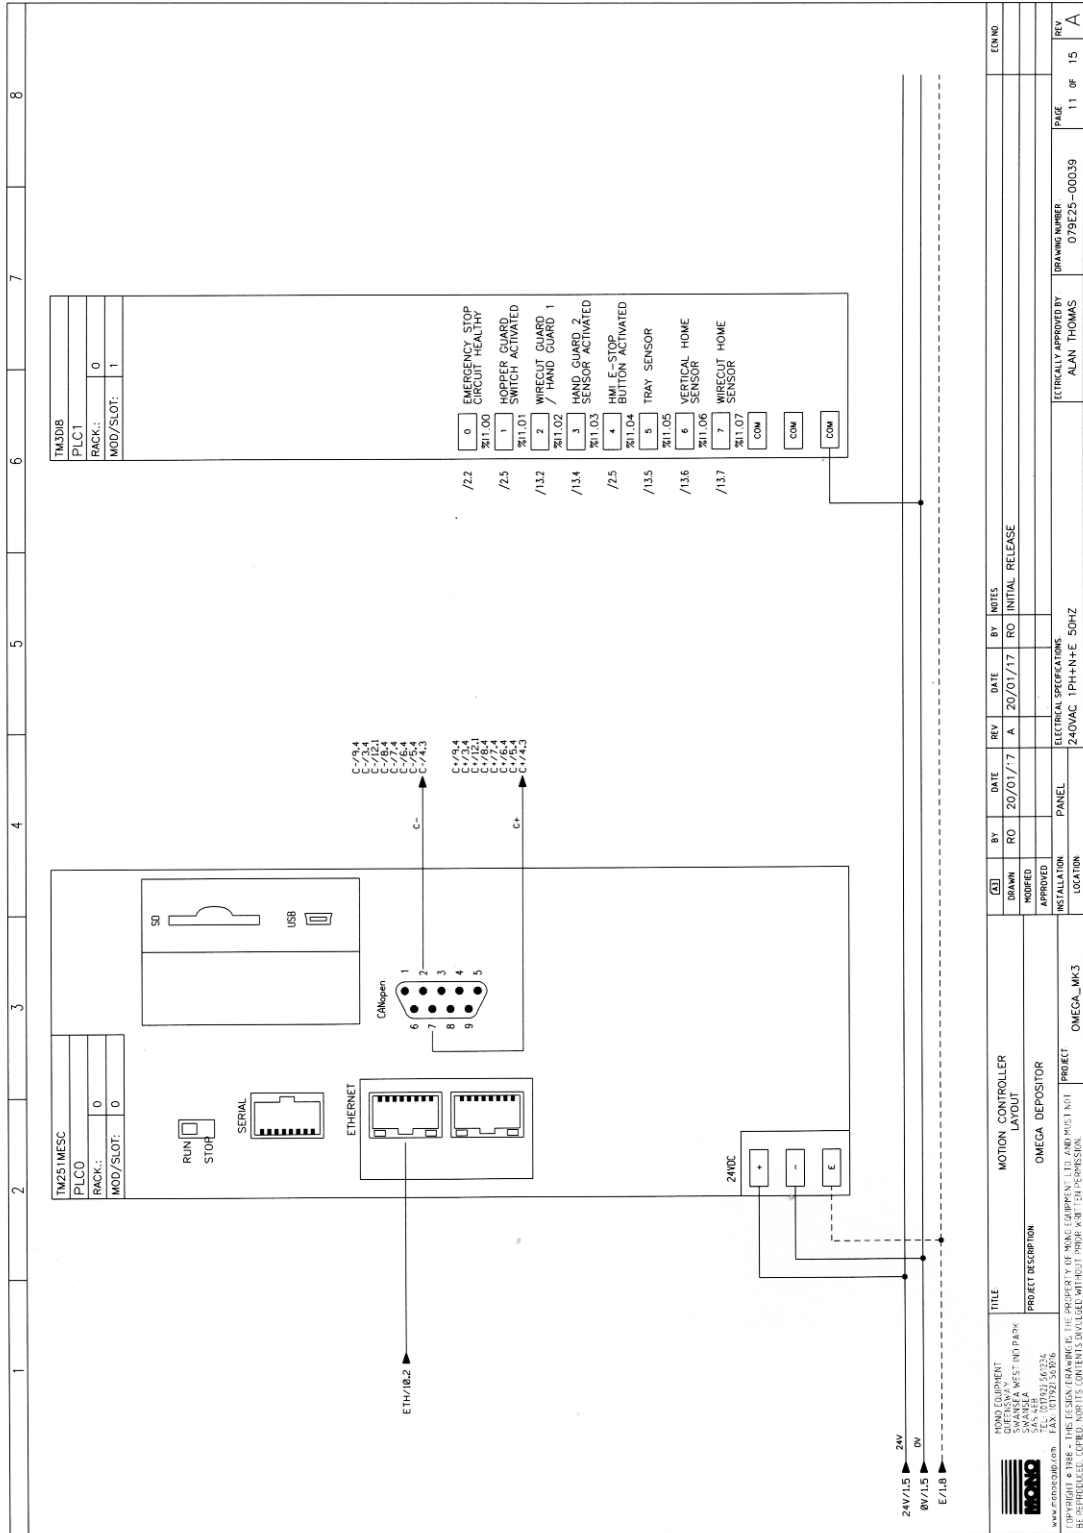 1 2 3 4 5 6 7 8
TM251MESC
PLC0
RACK.: 0
MOD/SLOT: 0
RUN
STOP
SERIAL
ETHERNET
ETH/10.2
SD
USB
CANopen
6 7 8 9
1 2 3 4 5
C-
C-/9.4
C-/3.4
C-/12.1
C-/8.4
C-/7.4
C-/6.4
C-/5.4
C-/4.3
C+
C+/9.4
C+/3.4
C+/12.1
C+/8.4
C+/7.4
C+/6.4
C+/5.4
C+/4.3
24VDC
+
-
E
TM3DI8
PLC1
RACK.: 0
MOD/SLOT: 1
/2.2 0 %I1.00 EMERGENCY STOP
CIRCUIT HEALTHY
/2.5 1 %I1.01 HOPPER GUARD
SWITCH ACTIVATED
/13.2 2 %I1.02 WIRECUT GUARD
/ HAND GUARD 1
/13.4 3 %I1.03 HAND GUARD 2
SENSOR ACTIVATED
/2.5 4 %I1.04 HMI E-STOP
BUTTON ACTIVATED
/13.5 5 %I1.05 TRAY SENSOR
/13.6 6 %I1.06 VERTICAL HOME
SENSOR
/13.7 7 %I1.07 WIRECUT HOME
SENSOR
COM
COM
COM
24V/1.5 24V
0V/1.5 0V
E/1.8
MONO
www.monoequip.com
MONO EQUIPMENT
QUEENSWAY
SWANSEA WEST IND PARK
SWANSEA
SA5 4EB
TEL: (01792) 561234
FAX: (01792) 561016
TITLE:
MOTION CONTROLLER
LAYOUT
PROJECT DESCRIPTION:
OMEGA DEPOSITOR
COPYRIGHT © 1988 - THIS DESIGN/DRAWING IS THE PROPERTY OF MONO EQUIPMENT LTD. AND MUST NOT
BE REPRODUCED, COPIED, NOR ITS CONTENTS DIVULGED WITHOUT PRIOR WRITTEN PERMISSION.
PROJECT:
OMEGA_MK3
A3 BY DATE REV DATE BY NOTES ECN NO.
DRAWN RO 20/01/17 A 20/01/17 RO INITIAL RELEASE
MODIFIED
APPROVED
INSTALLATION: PANEL
LOCATION:
ELECTRICAL SPECIFICATIONS:
240VAC 1PH+N+E 50HZ
ECTRICALLY APPROVED BY:
ALAN THOMAS
DRAWING NUMBER:
079E25-00039
PAGE
11 OF 15
REV
A